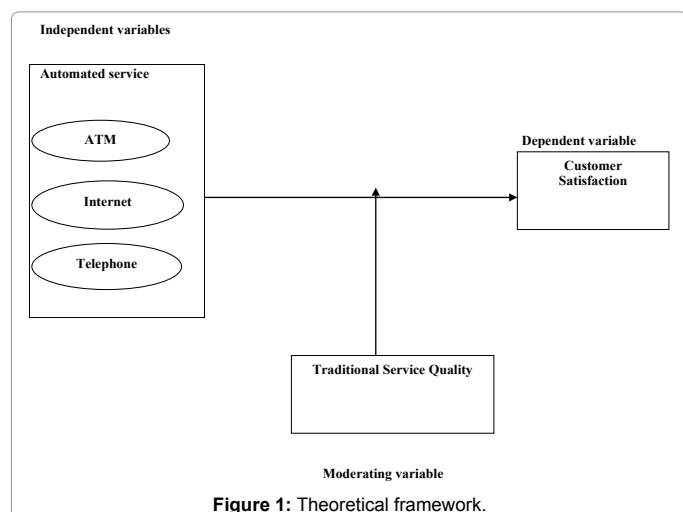 Independent variables
Automated service
ATM
Internet
Telephone
Dependent variable
Customer
Satisfaction
Traditional Service Quality
Moderating variable
Figure 1: Theoretical framework.